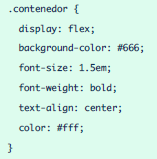 .contenedor {
display: flex;
background-color: #666;
font-size: 1.5em;
font-weight: bold;
text-align: center;
color: #fff;
}